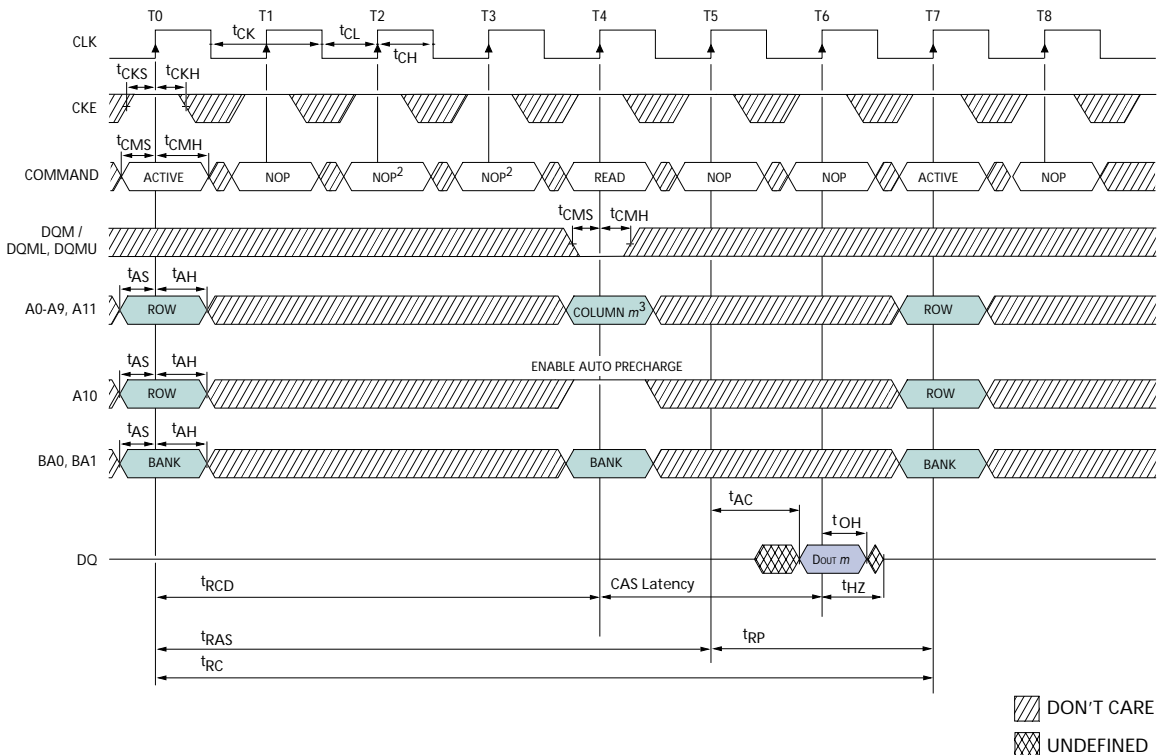 T0 T1 T2 T3 T4 T5 T6 T7 T8
CLK
tCK tCL
tCH
tCKS tCKH
CKE
tCMS tCMH
COMMAND ACTIVE NOP NOP2 NOP2 READ NOP NOP ACTIVE NOP
tCMS tCMH
DQM /
DQML, DQMU
tAS tAH
A0-A9, A11 ROW COLUMN m3 ROW
ENABLE AUTO PRECHARGE
tAS tAH
A10 ROW ROW
tAS tAH
BA0, BA1 BANK BANK BANK
tAC
tOH
DQ DOUT m
tRCD CAS Latency tHZ
tRAS tRP
tRC
DON'T CARE
UNDEFINED